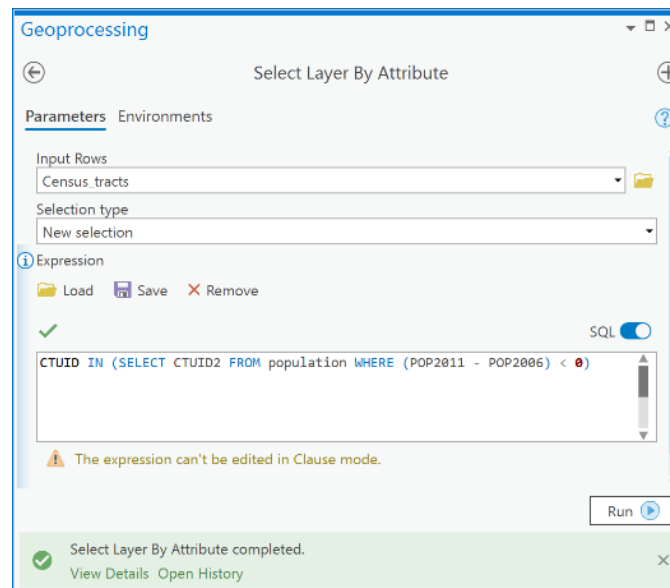 Geoprocessing
Select Layer By Attribute
Parameters Environments
Input Rows
Census_tracts
Selection type
New selection
Expression
Load Save Remove
SQL
CTUID IN (SELECT CTUID2 FROM population WHERE (POP2011 - POP2006) < 0)
The expression can't be edited in Clause mode.
Run
Select Layer By Attribute completed.
View Details Open History